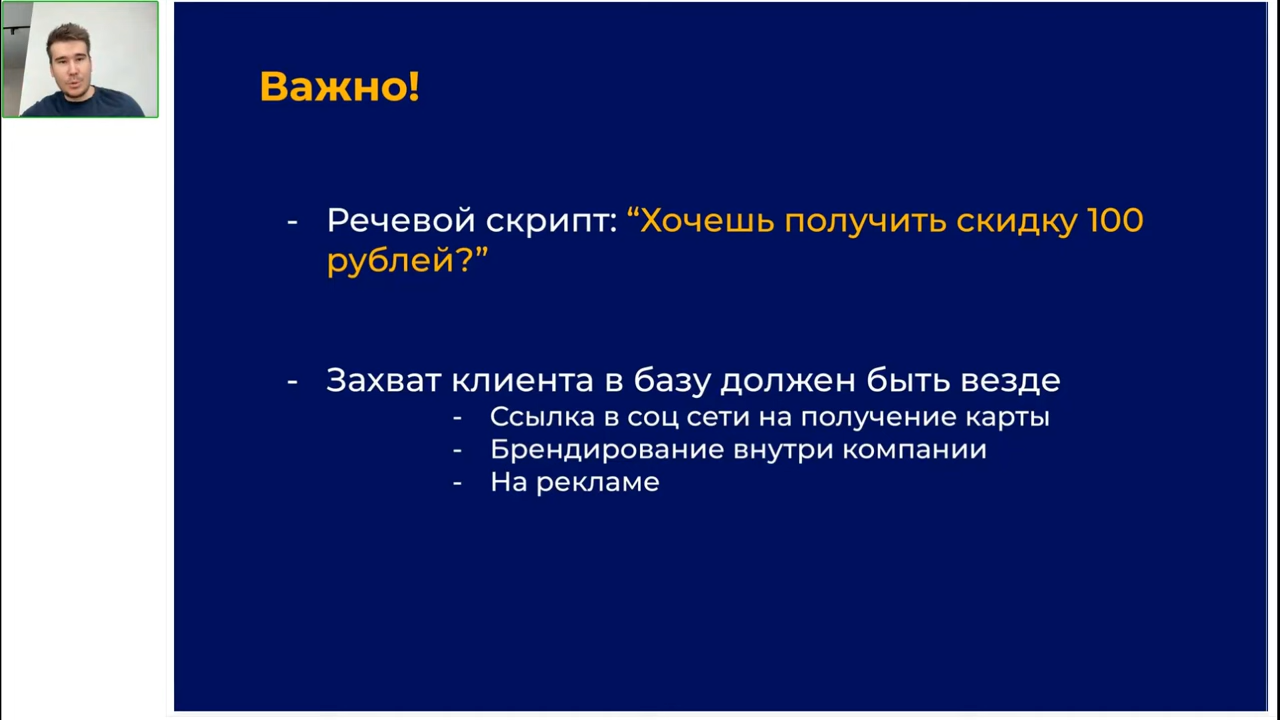 Важно!
- Речевой скрипт: “Хочешь получить скидку 100
рублей?”
- Захват клиента в базу должен быть везде
- Ссылка в соц сети на получение карты
- Брендирование внутри компании
- На рекламе